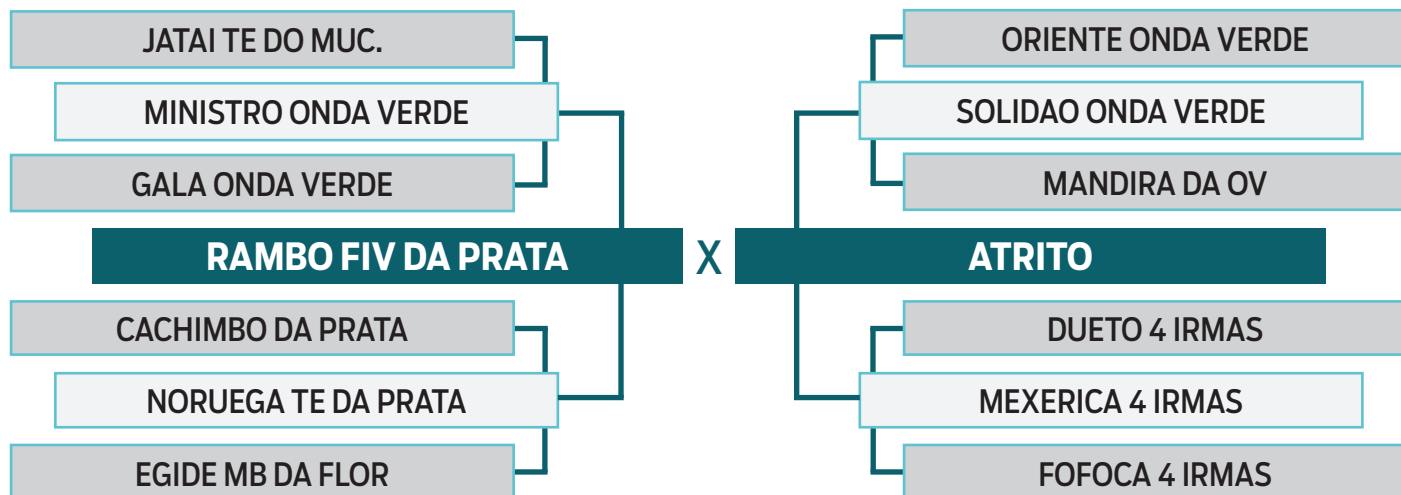 JATAI TE DO MUC.
MINISTRO ONDA VERDE
GALA ONDA VERDE
ORIENTE ONDA VERDE
SOLIDAO ONDA VERDE
MANDIRA DA OV
RAMBO FIV DA PRATA X ATRITO
CACHIMBO DA PRATA
NORUEGA TE DA PRATA
EGIDE MB DA FLOR
DUETO 4 IRMAS
MEXERICA 4 IRMAS
FOFOCA 4 IRMAS